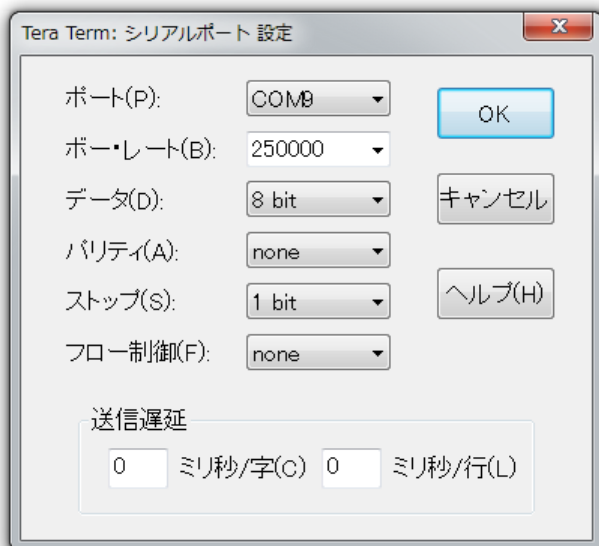 Tera Term: シリアルポート 設定
ポート(P): COM9 OK
ボー・レート(B): 250000
データ(D): 8 bit キャンセル
パリティ(A): none
ストップ(S): 1 bit ヘルプ(H)
フロー制御(F): none
送信遅延
0 ミリ秒/字(C) 0 ミリ秒/行(L)